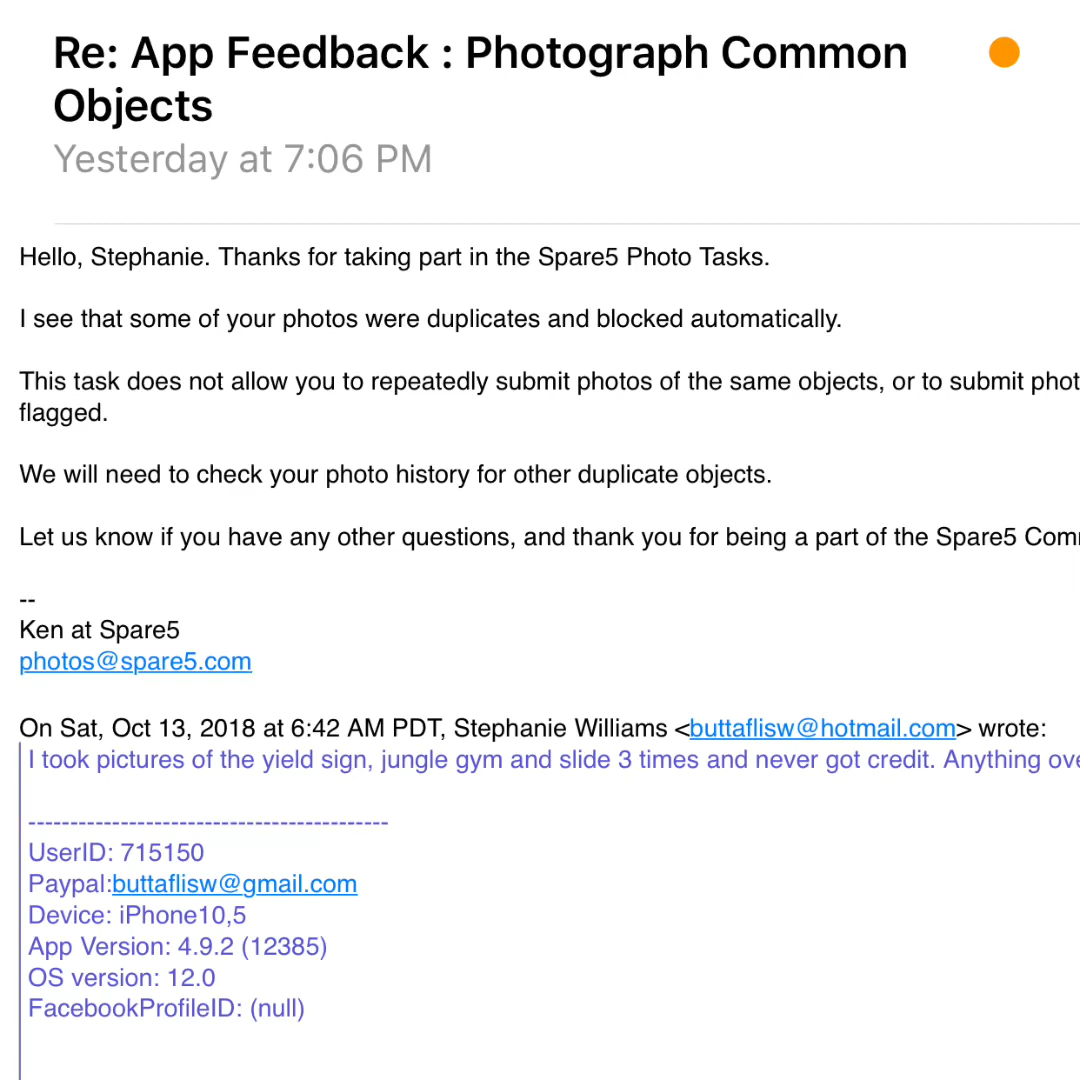 Re: App Feedback : Photograph Common
Objects
Yesterday at 7:06 PM
Hello, Stephanie. Thanks for taking part in the Spare5 Photo Tasks.
I see that some of your photos were duplicates and blocked automatically.
This task does not allow you to repeatedly submit photos of the same objects, or to submit
flagged.
We will need to check your photo history for other duplicate objects.
Let us know if you have any other questions, and thank you for being a part of the Spare5
--
Ken at Spare5
photos@spare5.com
On Sat, Oct 13, 2018 at 6:42 AM PDT, Stephanie Williams <buttaflisw@hotmail.com> wrote:
I took pictures of the yield sign, jungle gym and slide 3 times and never got credit. Anything
-------------------------------------------
UserID: 715150
Paypal:buttaflisw@gmail.com
Device: iPhone10,5
App Version: 4.9.2 (12385)
OS version: 12.0
FacebookProfileID: (null)